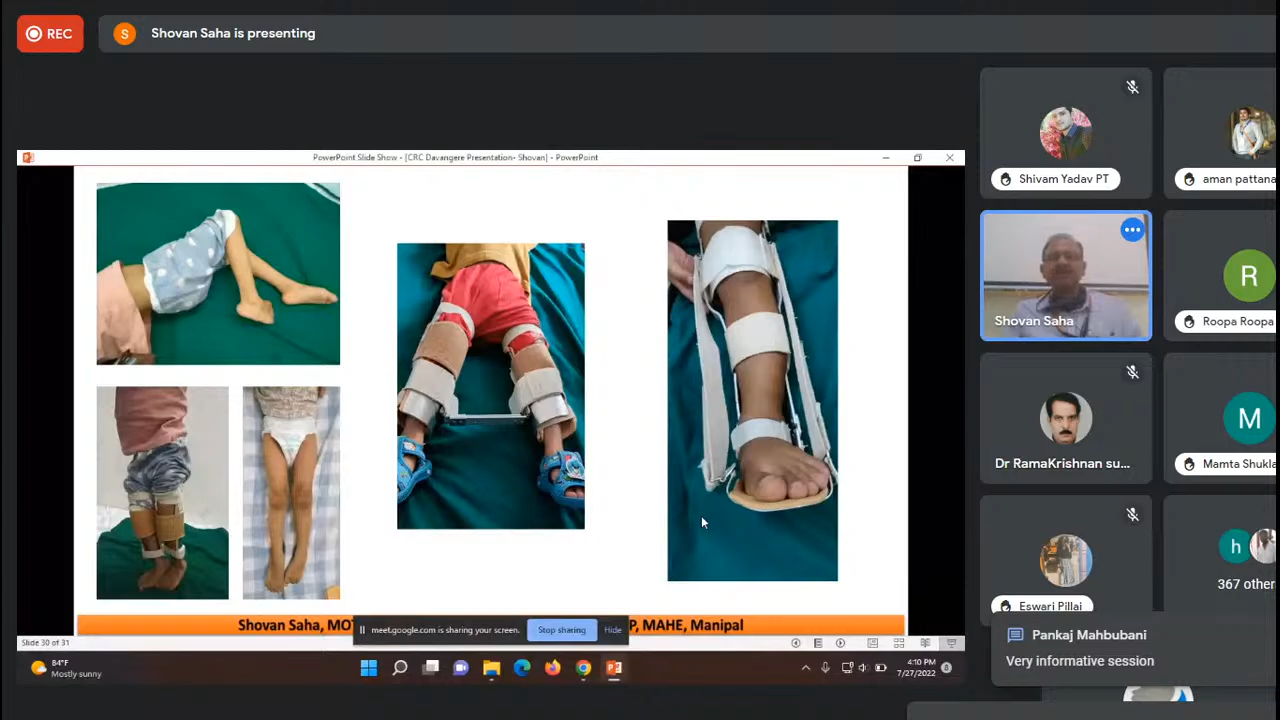 REC
S
Shovan Saha is presenting
PowerPoint Slide Show - [CRC Davangere Presentation- Shovan] - PowerPoint
Shivam Yadav PT
aman pattana
Shovan Saha
R
Roopa Roopa
Dr RamaKrishnan su...
M
Mamta Shukla
Eswari Pillai
h
367 other
Pankaj Mahbubani
Very informative session
Shovan Saha, MOT
P, MAHE, Manipal
meet.google.com is sharing your screen.
Stop sharing
Hide
Slide 30 of 31
84°F
Mostly sunny
4:10 PM
7/27/2022